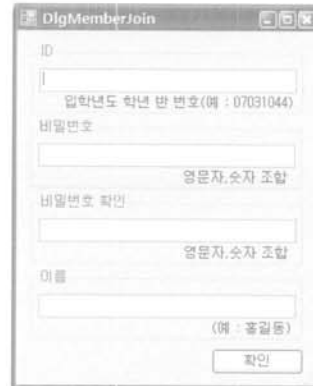 DlgMemberJoin
ID
입학년도 학년 반 번호(예 : 07031044)
비밀번호
영문자,숫자 조합
비밀번호 확인
영문자,숫자 조합
이름
(예 : 홍길동)
확인